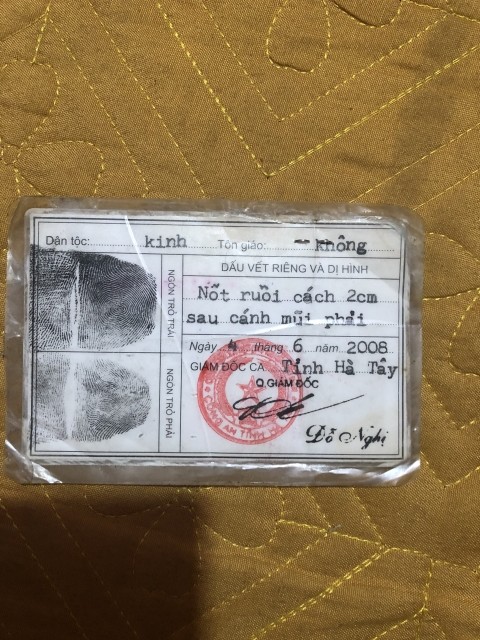 Dân tộc: kinh Tôn giáo: không
DẤU VẾT RIÊNG VÀ DỊ HÌNH
NGÓN TRỎ TRÁI
Nốt ruồi cách 2cm
sau cánh mũi phải
Ngày 4 tháng 6 năm 2008
GIÁM ĐỐC CA Tỉnh Hà Tây
Q.GIÁM ĐỐC
NGÓN TRỎ PHẢI
Đỗ Nghị